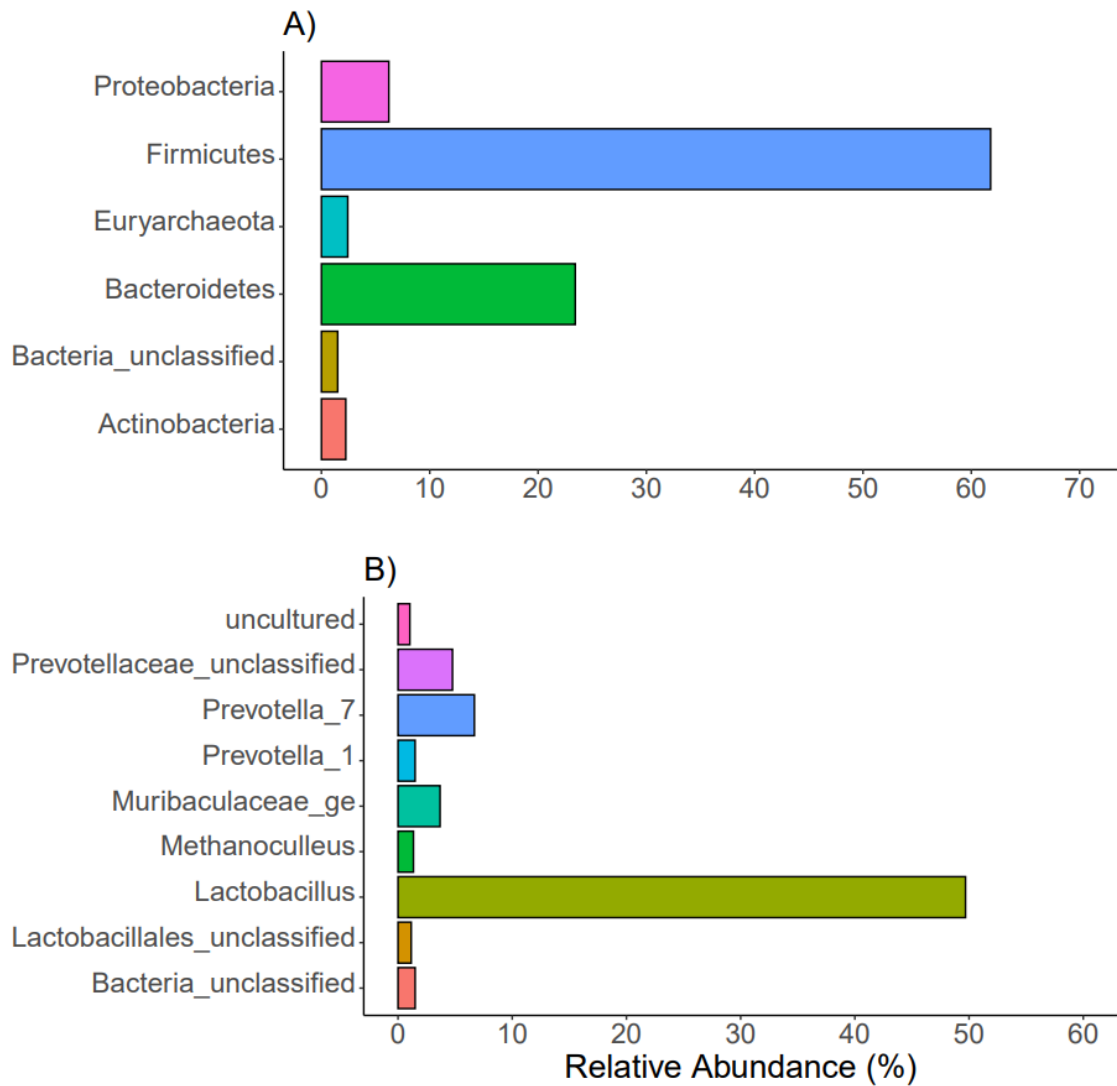 A)
Proteobacteria
Firmicutes
Euryarchaeota
Bacteroidetes
Bacteria_unclassified
Actinobacteria
0 10 20 30 40 50 60 70
B)
uncultured
Prevotellaceae_unclassified
Prevotella_7
Prevotella_1
Muribaculaceae_ge
Methanoculleus
Lactobacillus
Lactobacillales_unclassified
Bacteria_unclassified
0 10 20 30 40 50 60
Relative Abundance (%)